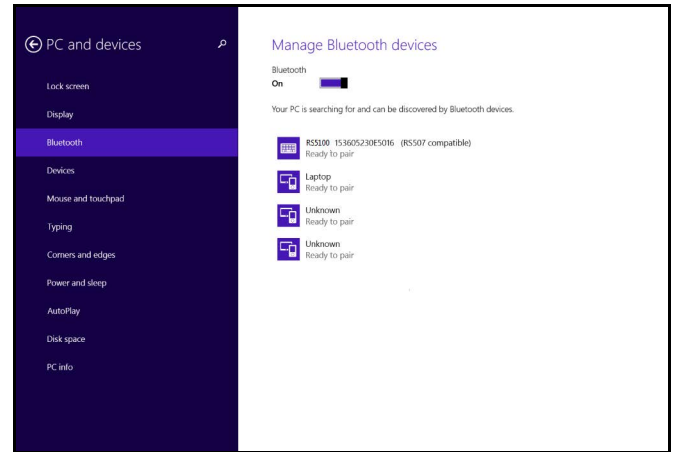 PC and devices
Lock screen
Display
Bluetooth
Devices
Mouse and touchpad
Typing
Corners and edges
Power and sleep
AutoPlay
Disk space
PC info
Manage Bluetooth devices
Bluetooth
On
Your PC is searching for and can be discovered by Bluetooth devices.
RS5100 153605230E5016 (RS507 compatible)
Ready to pair
Laptop
Ready to pair
Unknown
Ready to pair
Unknown
Ready to pair